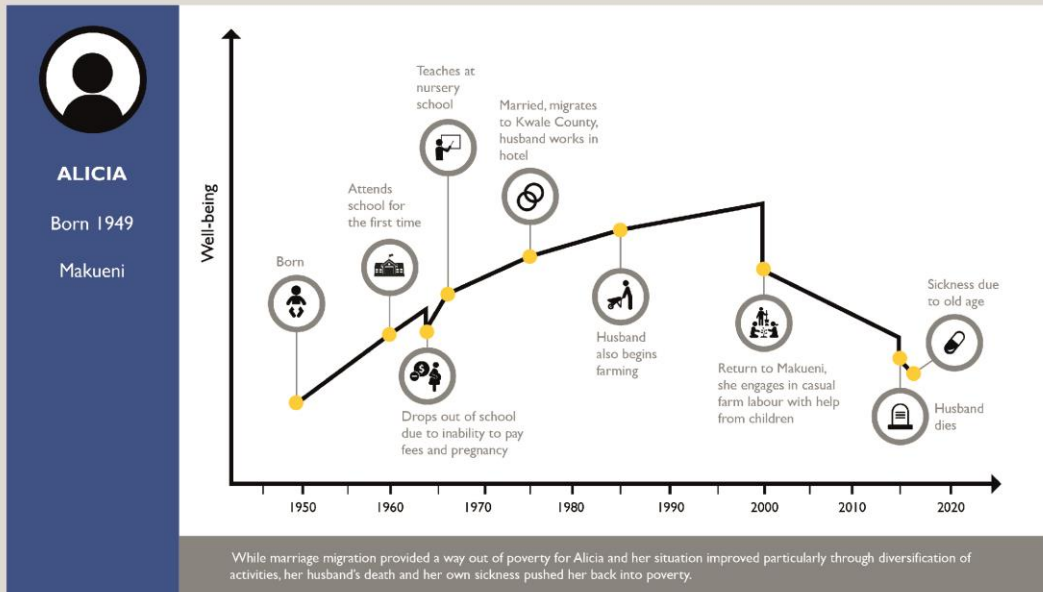 ALICIA
Born 1949
Makueni
Well-being
Born
Attends
school for
the first time
Drops out of school
due to inability to pay
fees and pregnancy
Teaches at
nursery
school
Married, migrates
to Kwale County,
husband works in
hotel
Husband
also begins
farming
Return to Makueni,
she engages in casual
farm labour with help
from children
Husband
dies
Sickness due
to old age
$
1950
1960
1970
1980
1990
2000
2010
2020
While marriage migration provided a way out of poverty for Alicia and her situation improved particularly through diversification of
activities, her husband's death and her own sickness pushed her back into poverty.